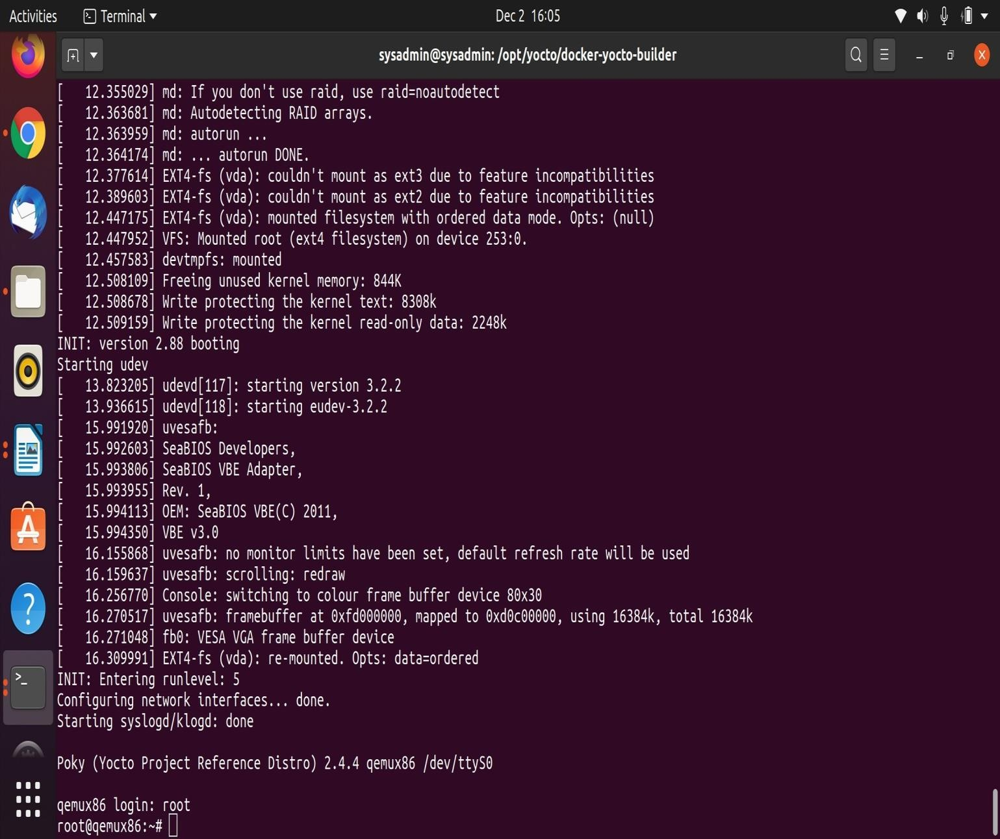 Activities Terminal Dec 2 16:05
sysadmin@sysadmin: /opt/yocto/docker-yocto-builder
[   12.355029] md: If you don't use raid, use raid=noautodetect
[   12.363681] md: Autodetecting RAID arrays.
[   12.363959] md: autorun ...
[   12.364174] md: ... autorun DONE.
[   12.377614] EXT4-fs (vda): couldn't mount as ext3 due to feature incompatibilities
[   12.389603] EXT4-fs (vda): couldn't mount as ext2 due to feature incompatibilities
[   12.447175] EXT4-fs (vda): mounted filesystem with ordered data mode. Opts: (null)
[   12.447952] VFS: Mounted root (ext4 filesystem) on device 253:0.
[   12.457583] devtmpfs: mounted
[   12.508109] Freeing unused kernel memory: 844K
[   12.508678] Write protecting the kernel text: 8308k
[   12.509159] Write protecting the kernel read-only data: 2248k
INIT: version 2.88 booting
Starting udev
[   13.823205] udevd[117]: starting version 3.2.2
[   13.936615] udevd[118]: starting eudev-3.2.2
[   15.991920] uvesafb:
[   15.992603] SeaBIOS Developers,
[   15.993806] SeaBIOS VBE Adapter,
[   15.993955] Rev. 1,
[   15.994113] OEM: SeaBIOS VBE(C) 2011,
[   15.994350] VBE v3.0
[   16.155868] uvesafb: no monitor limits have been set, default refresh rate will be used
[   16.159637] uvesafb: scrolling: redraw
[   16.256770] Console: switching to colour frame buffer device 80x30
[   16.270517] uvesafb: framebuffer at 0xfd000000, mapped to 0xd0c00000, using 16384k, total 16384k
[   16.271048] fb0: VESA VGA frame buffer device
[   16.309991] EXT4-fs (vda): re-mounted. Opts: data=ordered
INIT: Entering runlevel: 5
Configuring network interfaces... done.
Starting syslogd/klogd: done
Poky (Yocto Project Reference Distro) 2.4.4 qemux86 /dev/ttyS0
qemux86 login: root
root@qemux86:~#